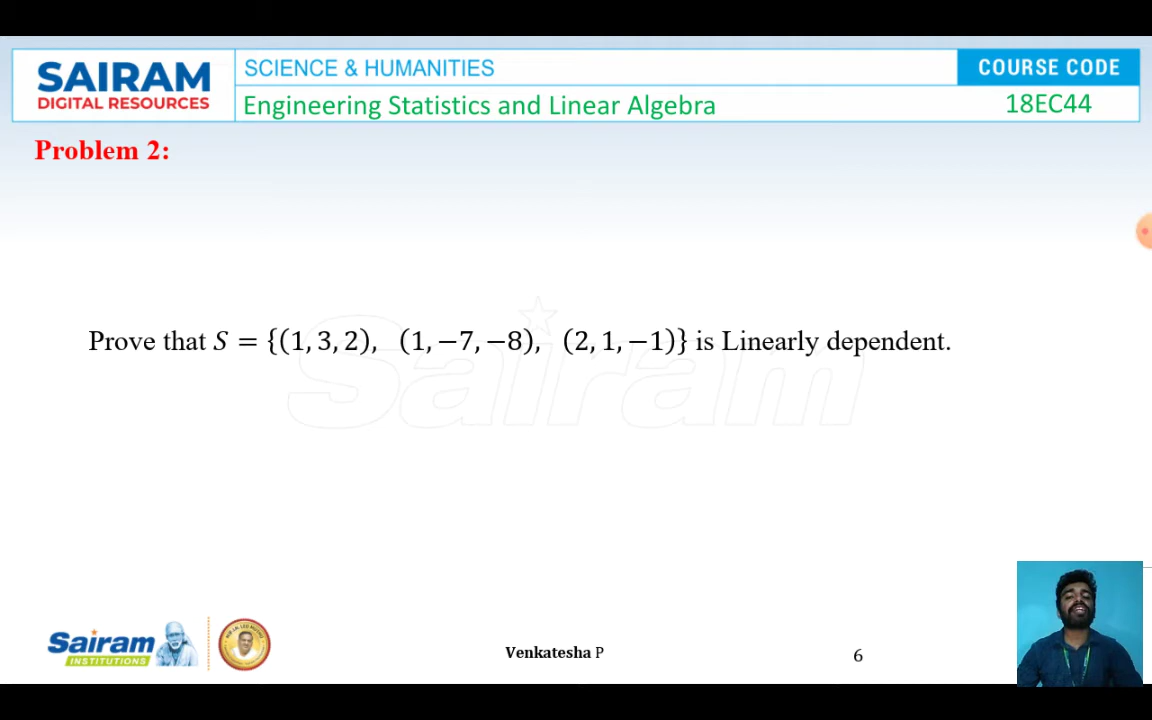 SAIRAM
DIGITAL RESOURCES
SCIENCE & HUMANITIES
COURSE CODE
Engineering Statistics and Linear Algebra
18EC44
Problem 2:
Prove that S = {(1, 3, 2), (1, −7, −8), (2, 1, −1)} is Linearly dependent.
Sairam
Sairam
INSTITUTIONS
Venkatesha P
6